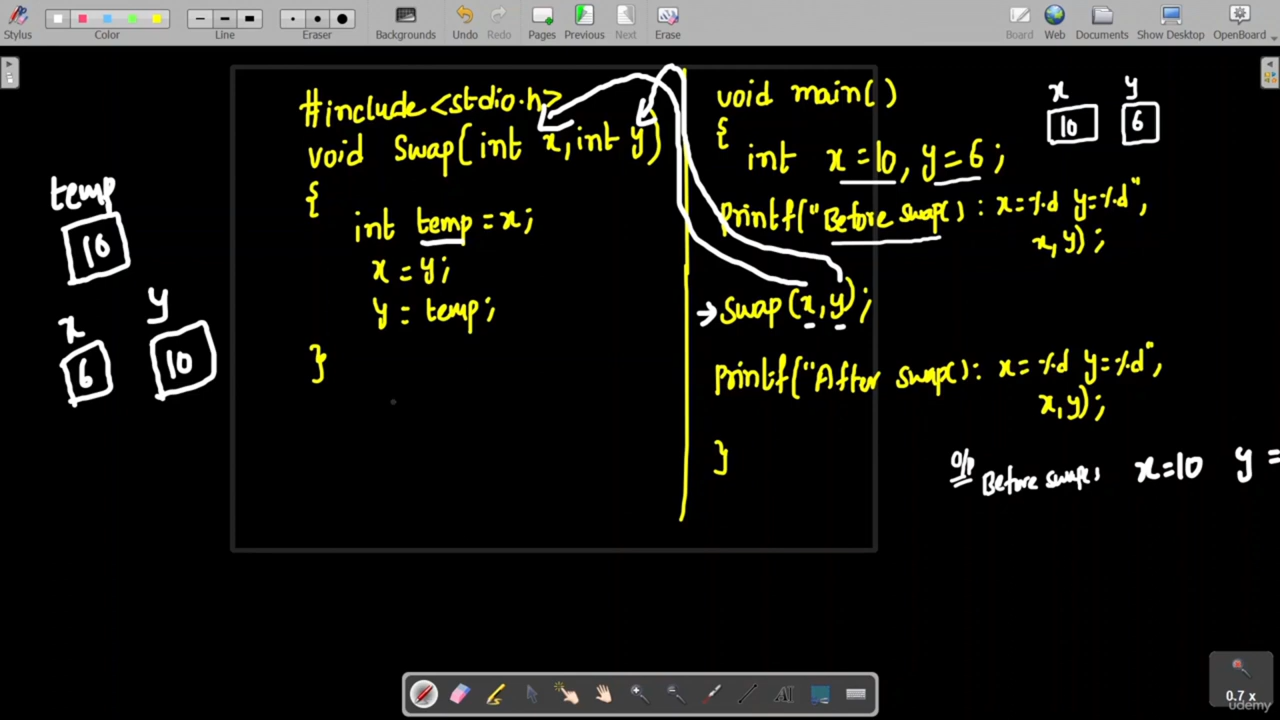 Stylus
Color
Line
Eraser
Backgrounds
Undo
Redo
Pages
Previous
Next
Erase
Board
Web
Documents
Show Desktop
OpenBoard
#include <stdio.h>
void Swap(int x, int y)
{
int temp = x;
x = y;
y = temp;
}
temp
10
x
y
6
10
void main()
{
int x = 10, y = 6;
printf("Before swap() : x = %d y = %d",
x, y);
→ Swap(x, y);
printf("After swap() : x = %d y = %d",
x, y);
}
x
y
10
6
O/p
Before swap: x=10 y =
AI
0.7 x
udemy